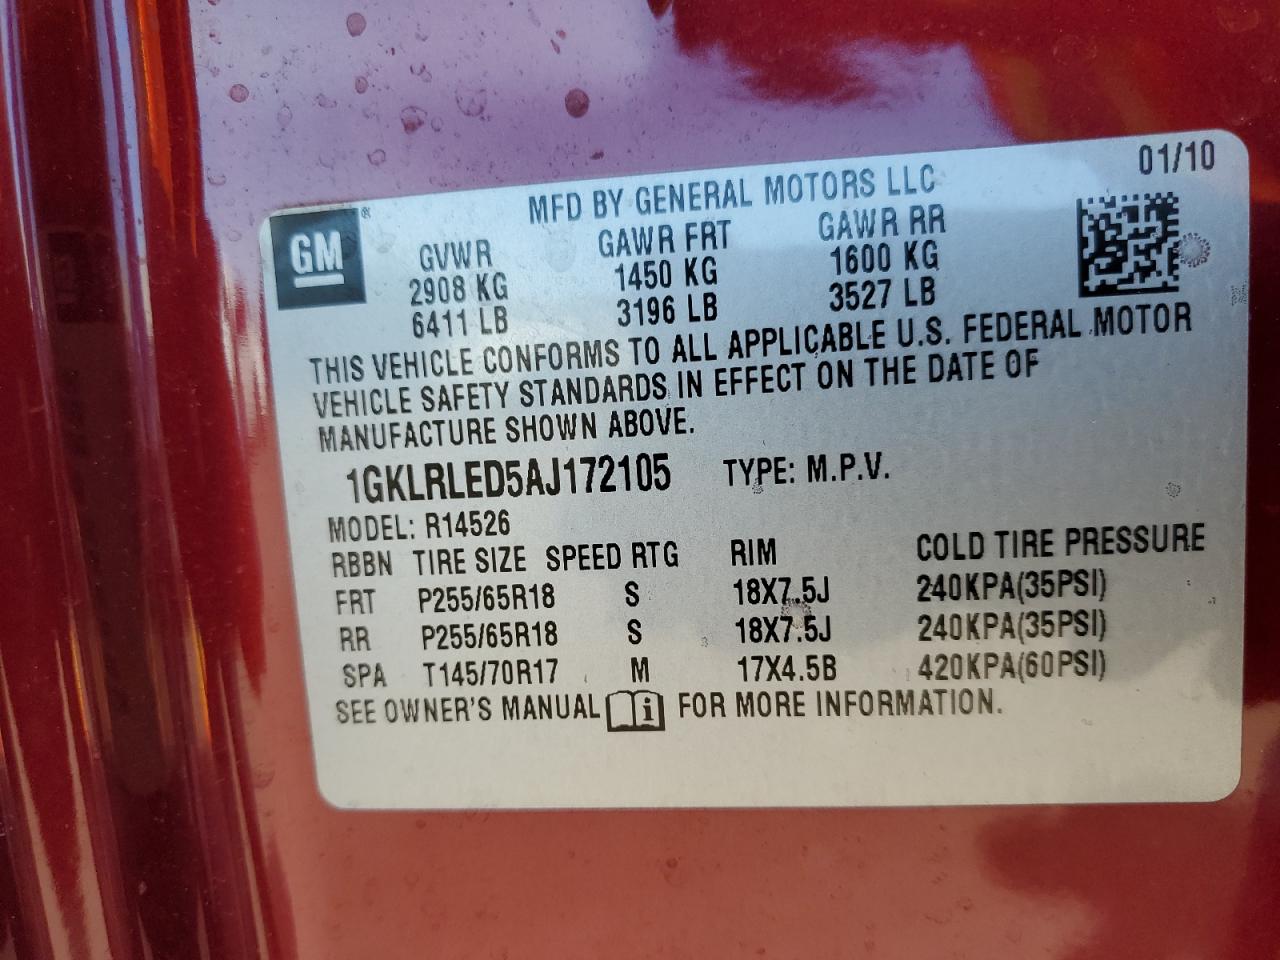 01/10
MFD BY GENERAL MOTORS LLC
GM ®
GVWR GAWR FRT GAWR RR
2908 KG 1450 KG 1600 KG
6411 LB 3196 LB 3527 LB
THIS VEHICLE CONFORMS TO ALL APPLICABLE U.S. FEDERAL MOTOR
VEHICLE SAFETY STANDARDS IN EFFECT ON THE DATE OF
MANUFACTURE SHOWN ABOVE.
1GKLRLED5AJ172105 TYPE: M.P.V.
MODEL: R14526
RBBN TIRE SIZE SPEED RTG RIM COLD TIRE PRESSURE
FRT P255/65R18 S 18X7.5J 240KPA(35PSI)
RR P255/65R18 S 18X7.5J 240KPA(35PSI)
SPA T145/70R17 M 17X4.5B 420KPA(60PSI)
SEE OWNER'S MANUAL i FOR MORE INFORMATION.